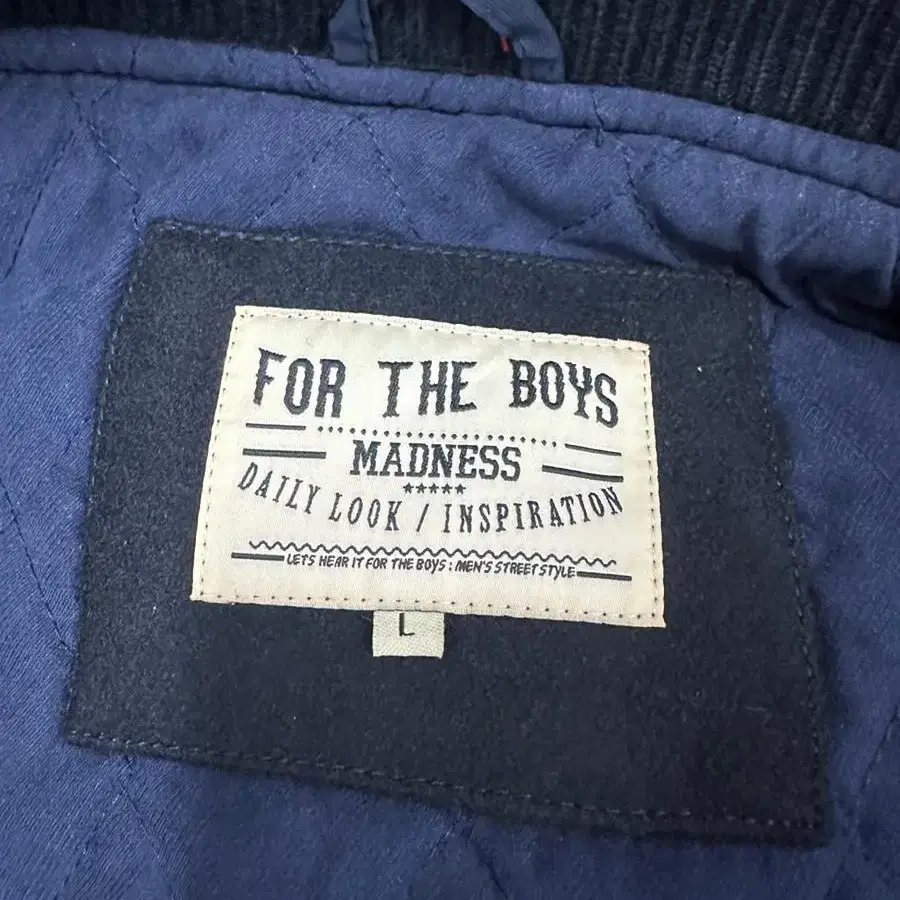 FOR THE BOYS
MADNESS
★★★★★
DAILY LOOK / INSPIRATION
LETS HEAR IT FOR THE BOYS : MEN'S STREET STYLE
L